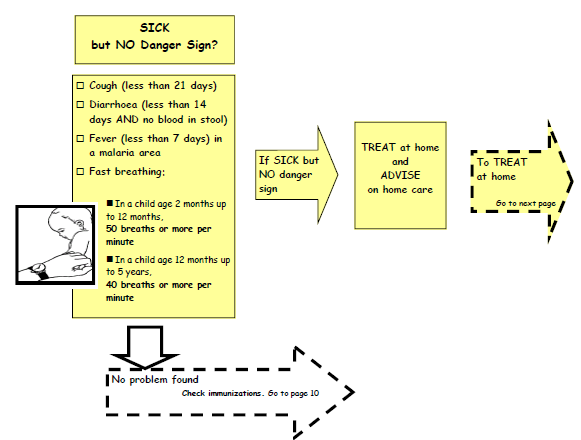 SICK
but NO Danger Sign?
□ Cough (less than 21 days)
□ Diarrhoea (less than 14
days AND no blood in stool)
□ Fever (less than 7 days) in
a malaria area
□ Fast breathing:
■ In a child age 2 months up
to 12 months,
50 breaths or more per
minute
■ In a child age 12 months up
to 5 years,
40 breaths or more per
minute
If SICK but
NO danger
sign
TREAT at home
and
ADVISE
on home care
To TREAT
at home
Go to next page
No problem found
Check immunizations. Go to page 10